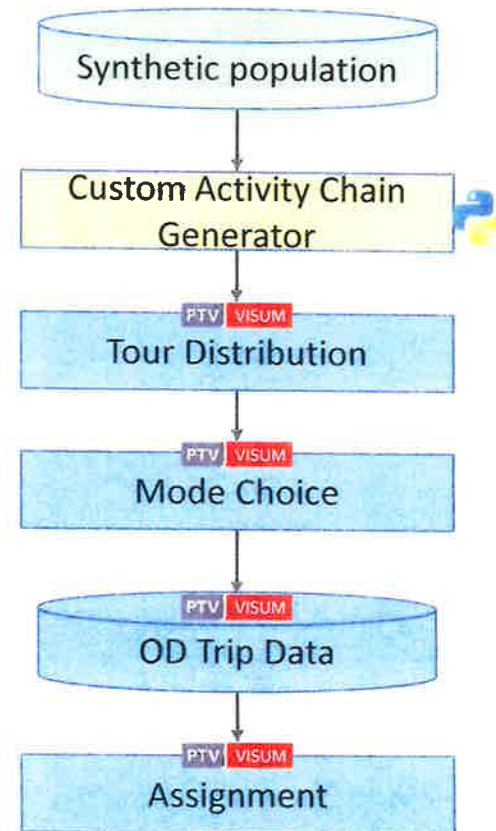 Synthetic population
Custom Activity Chain
Generator
PTV VISUM
Tour Distribution
PTV VISUM
Mode Choice
PTV VISUM
OD Trip Data
PTV VISUM
Assignment